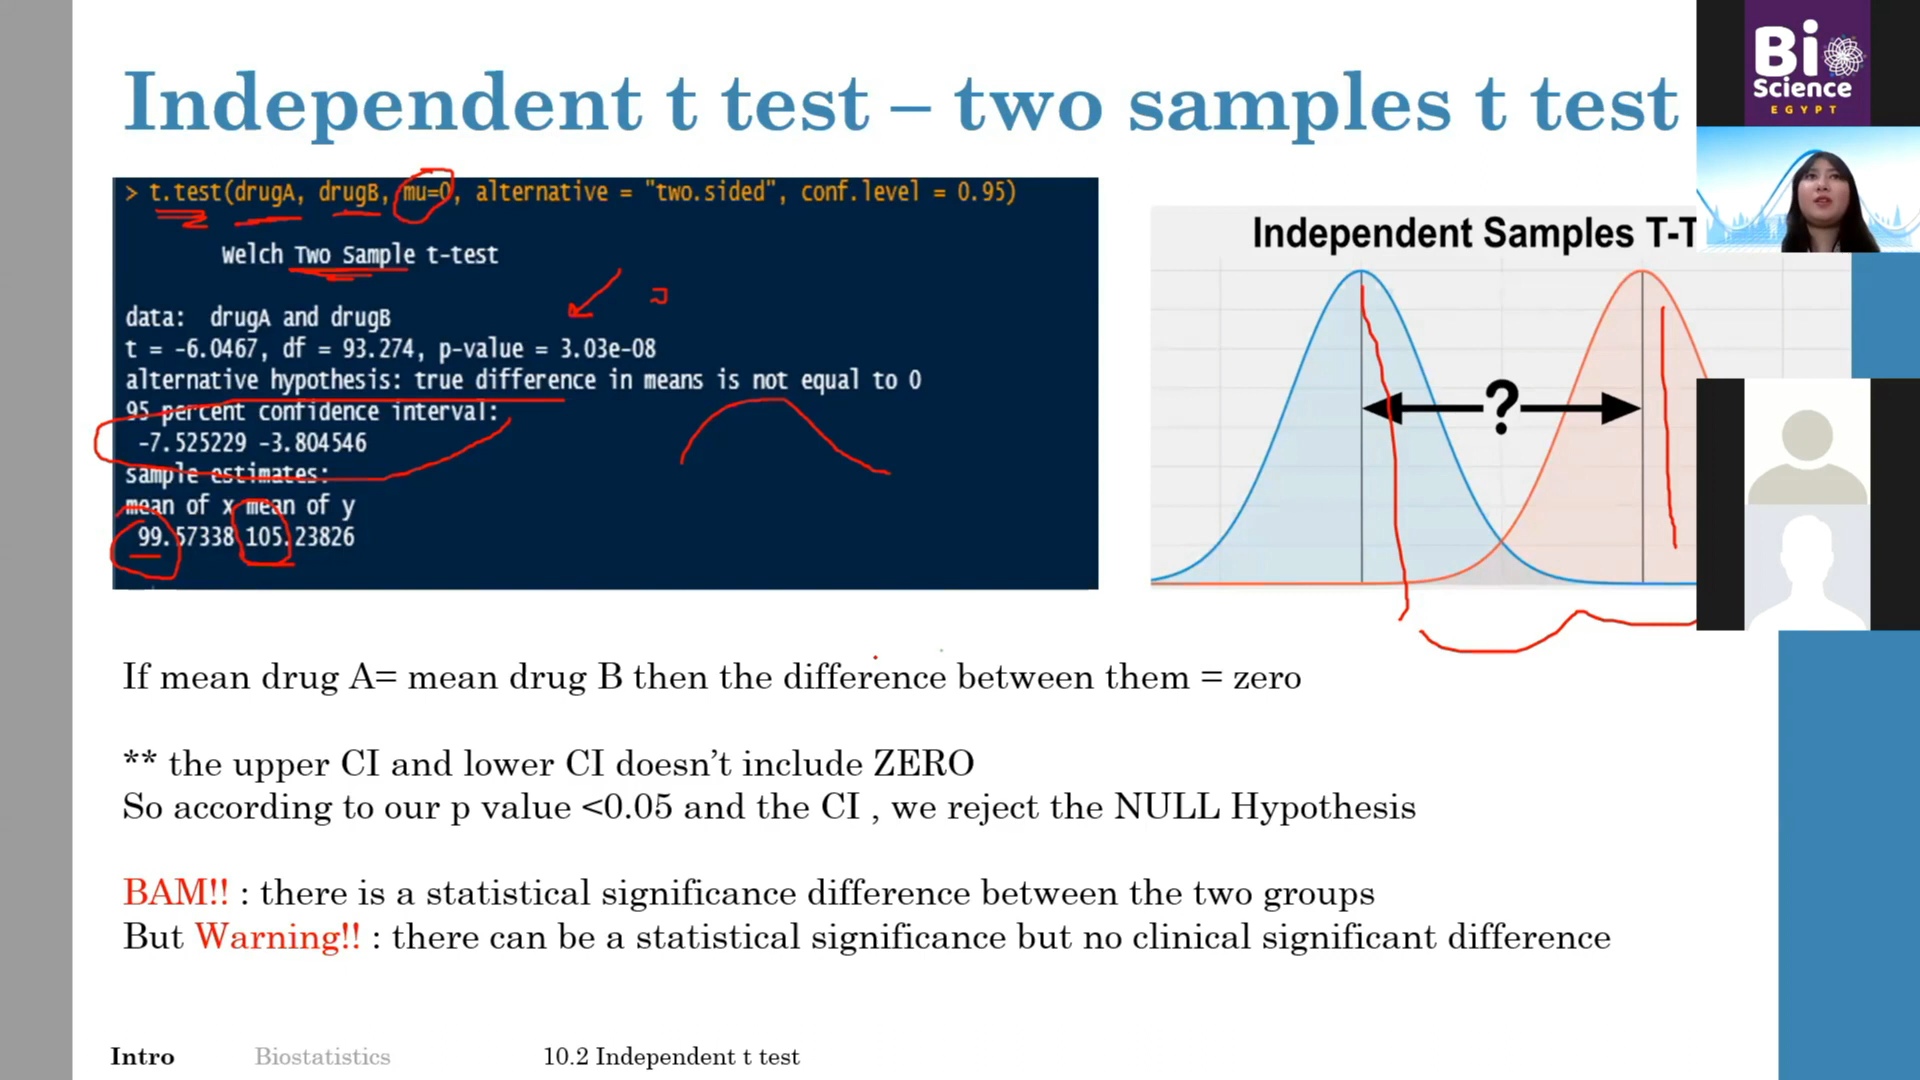 Independent t test – two samples t test
> t.test(drugA, drugB, mu=0, alternative = "two.sided", conf.level = 0.95)
Welch Two Sample t-test
data: drugA and drugB
t = -6.0467, df = 93.274, p-value = 3.03e-08
alternative hypothesis: true difference in means is not equal to 0
95 percent confidence interval:
-7.525229 -3.804546
sample estimates:
mean of x mean of y
99.57338 105.23826
Independent Samples T-T
?
If mean drug A= mean drug B then the difference between them = zero
** the upper CI and lower CI doesn’t include ZERO
So according to our p value <0.05 and the CI , we reject the NULL Hypothesis
BAM!! : there is a statistical significance difference between the two groups
But Warning!! : there can be a statistical significance but no clinical significant difference
Intro
Biostatistics
10.2 Independent t test
Bi
Science
EGYPT